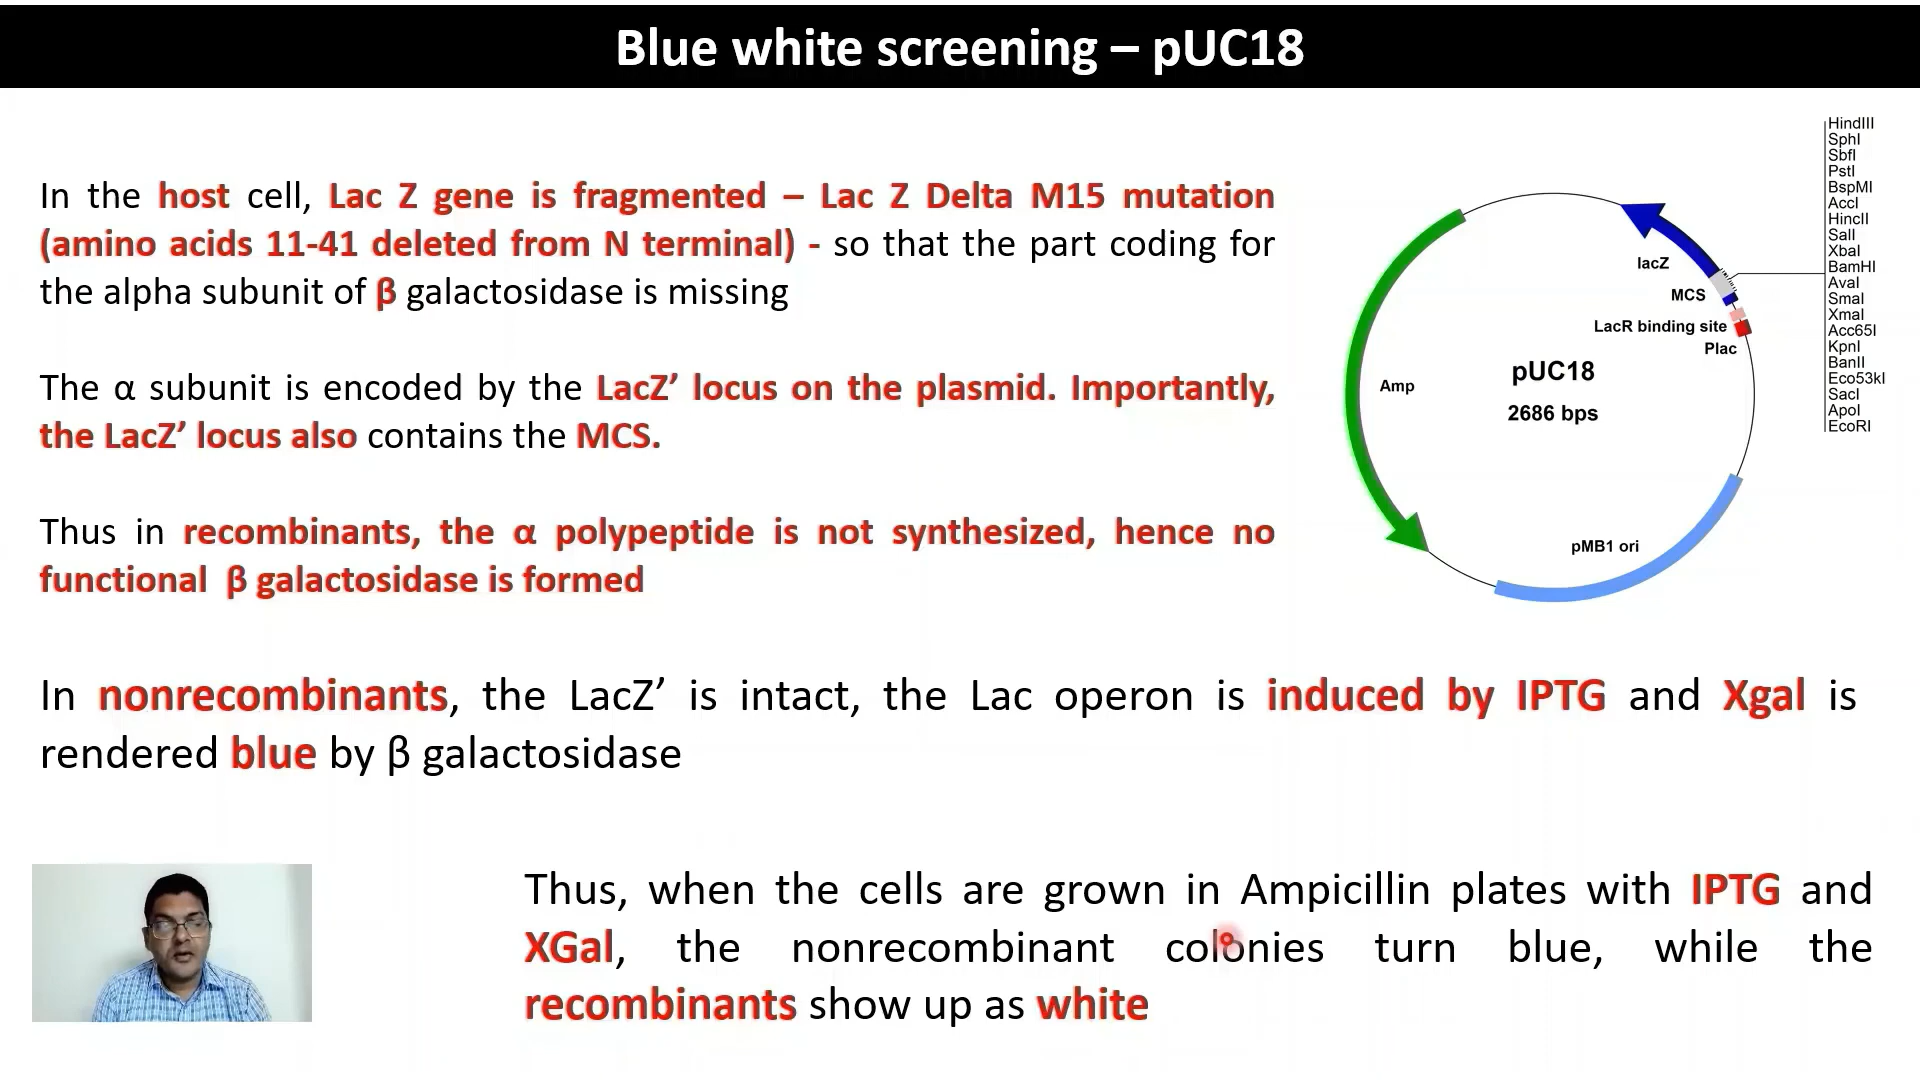 Blue white screening – pUC18
In the host cell, Lac Z gene is fragmented – Lac Z Delta M15 mutation
(amino acids 11-41 deleted from N terminal) - so that the part coding for
the alpha subunit of β galactosidase is missing
The α subunit is encoded by the LacZ’ locus on the plasmid. Importantly,
the LacZ’ locus also contains the MCS.
Thus in recombinants, the α polypeptide is not synthesized, hence no
functional β galactosidase is formed
HindIII
SphI
SbfI
PstI
BspMI
AccI
HincII
SalI
XbaI
BamHI
AvaI
SmaI
XmaI
Acc65I
KpnI
BanII
Eco53kI
SacI
ApoI
EcoRI
lacZ
MCS
LacR binding site
Plac
pUC18
2686 bps
Amp
pMB1 ori
In nonrecombinants, the LacZ’ is intact, the Lac operon is induced by IPTG and Xgal is
rendered blue by β galactosidase
Thus, when the cells are grown in Ampicillin plates with IPTG and
XGal, the nonrecombinant colonies turn blue, while the
recombinants show up as white